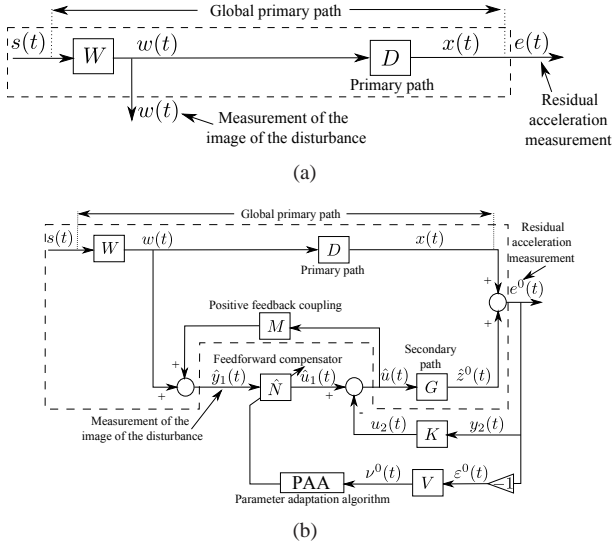 Global primary path
s(t) W w(t) D x(t) e(t)
Primary path
w(t)
Measurement of the
image of the disturbance
Residual
acceleration
measurement
(a)
Global primary path
Residual
acceleration
measurement
s(t) W w(t) D x(t)
Primary path
+ e⁰(t)
+
Positive feedback coupling
M
Feedforward compensator
Secondary
path
+ + ŷ₁(t) N̂ û₁(t) + û(t) G ẑ⁰(t)
Measurement of the
image of the disturbance
- u₂(t) K y₂(t)
PAA ν⁰(t) V ε⁰(t) −1
Parameter adaptation algorithm
(b)